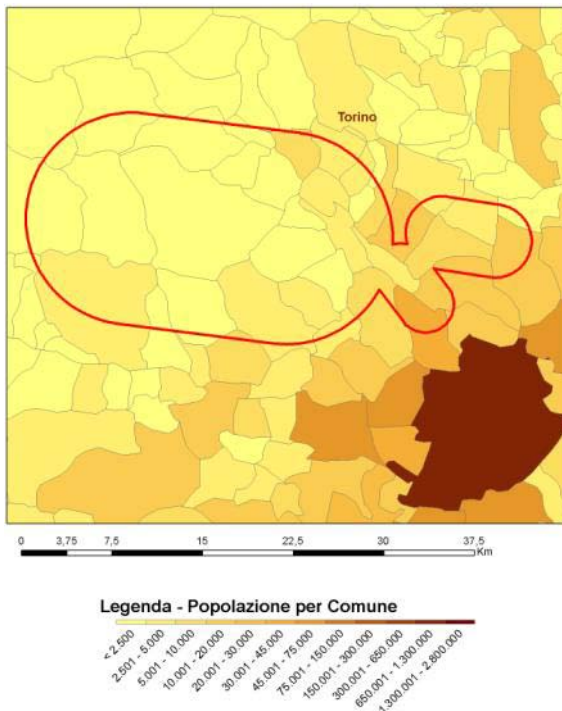 Torino
0 3,75 7,5 15 22,5 30 37,5
Km
Legenda - Popolazione per Comune
< 2.500
2.501 - 5.000
5.001 - 10.000
10.001 - 20.000
20.001 - 30.000
30.001 - 45.000
45.001 - 75.000
75.001 - 150.000
150.001 - 300.000
300.001 - 650.000
650.001 - 1.300.000
1.300.001 - 2.800.000